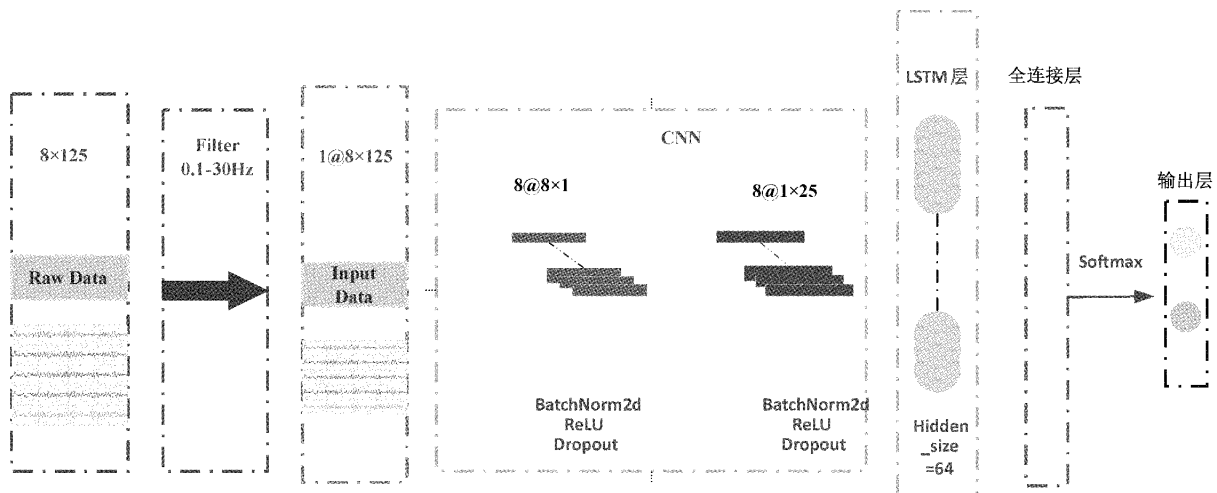 8×125
Raw Data
Filter
0.1-30Hz
1@8×125
Input
Data
CNN
8@8×1
8@1×25
BatchNorm2d
ReLU
Dropout
BatchNorm2d
ReLU
Dropout
LSTM 层
Hidden
_size
=64
全连接层
Softmax
输出层